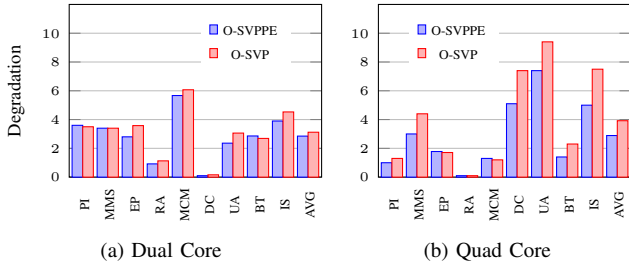 Degradation
10
8
6
4
2
0
O-SVPPE
O-SVP
PI
MMS
EP
RA
MCM
DC
UA
BT
IS
AVG
(a) Dual Core
10
8
6
4
2
0
O-SVPPE
O-SVP
PI
MMS
EP
RA
MCM
DC
UA
BT
IS
AVG
(b) Quad Core